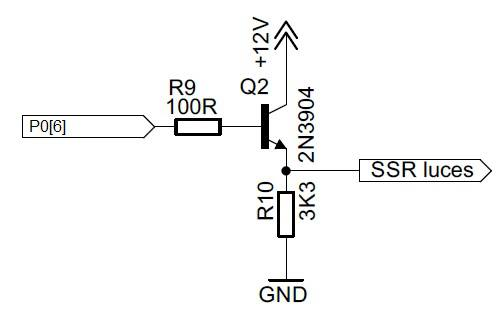 +12V
Q2
2N3904
R9
100R
P0[6]
SSR luces
R10
3K3
GND